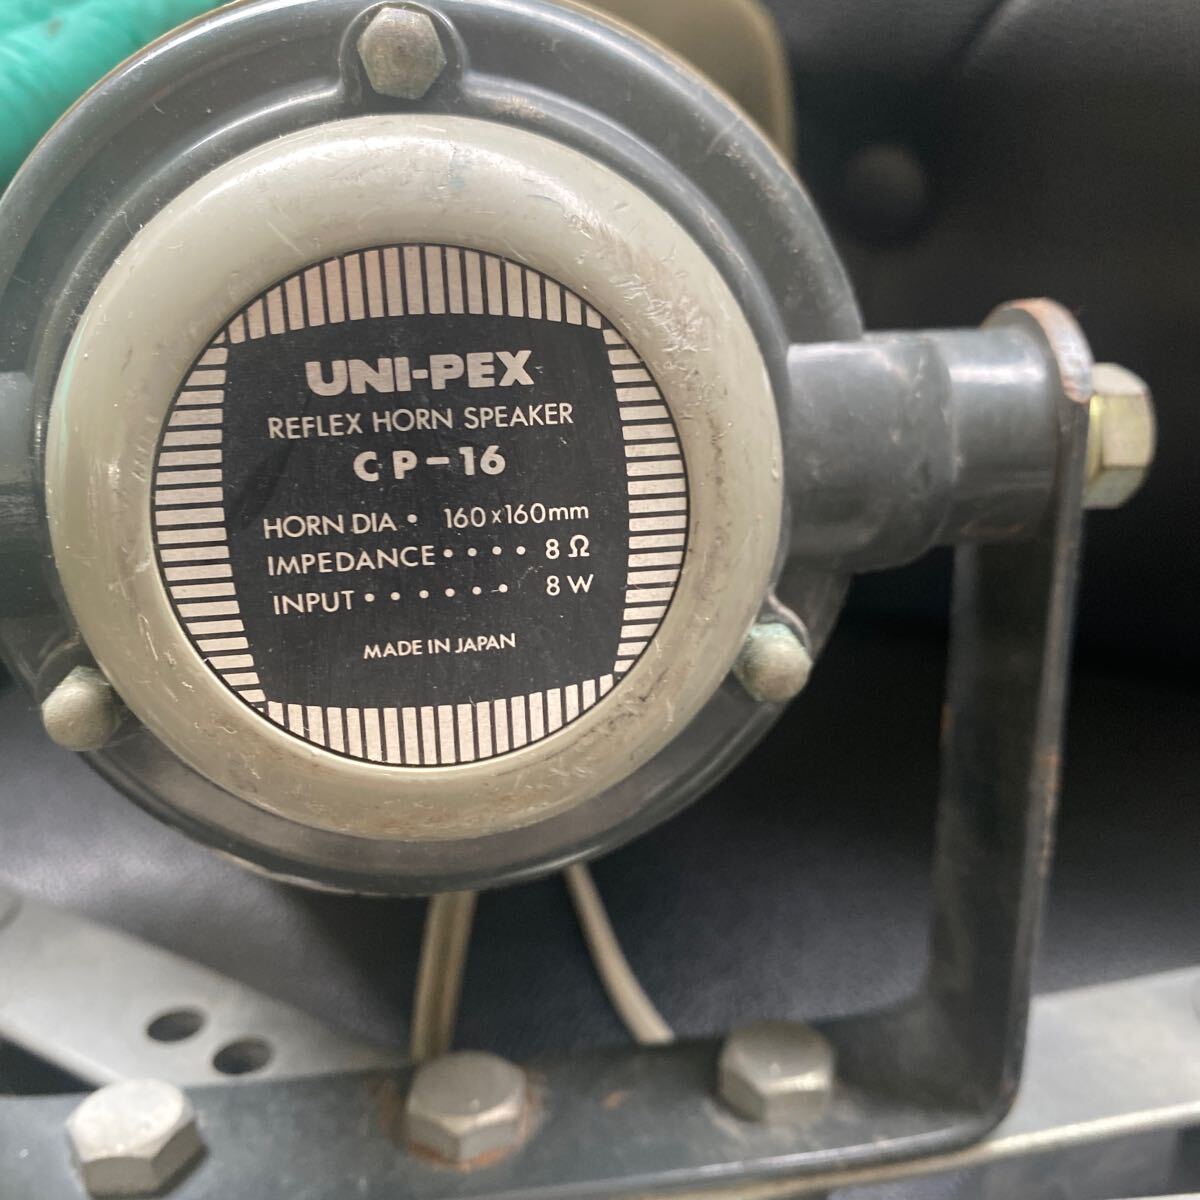 UNI-PEX
REFLEX HORN SPEAKER
CP-16
HORN DIA • 160×160mm
IMPEDANCE • • • • 8Ω
INPUT • • • • • • 8W
MADE IN JAPAN